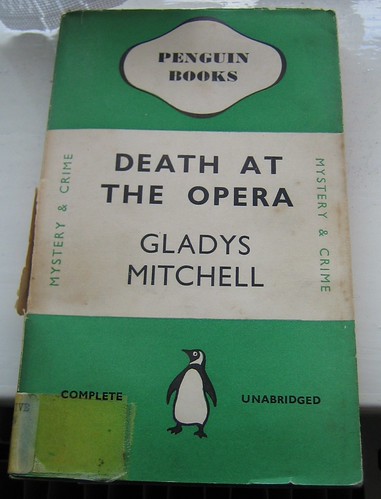 PENGUIN
BOOKS
DEATH AT
THE OPERA
GLADYS
MITCHELL
MYSTERY & CRIME
MYSTERY & CRIME
COMPLETE
UNABRIDGED